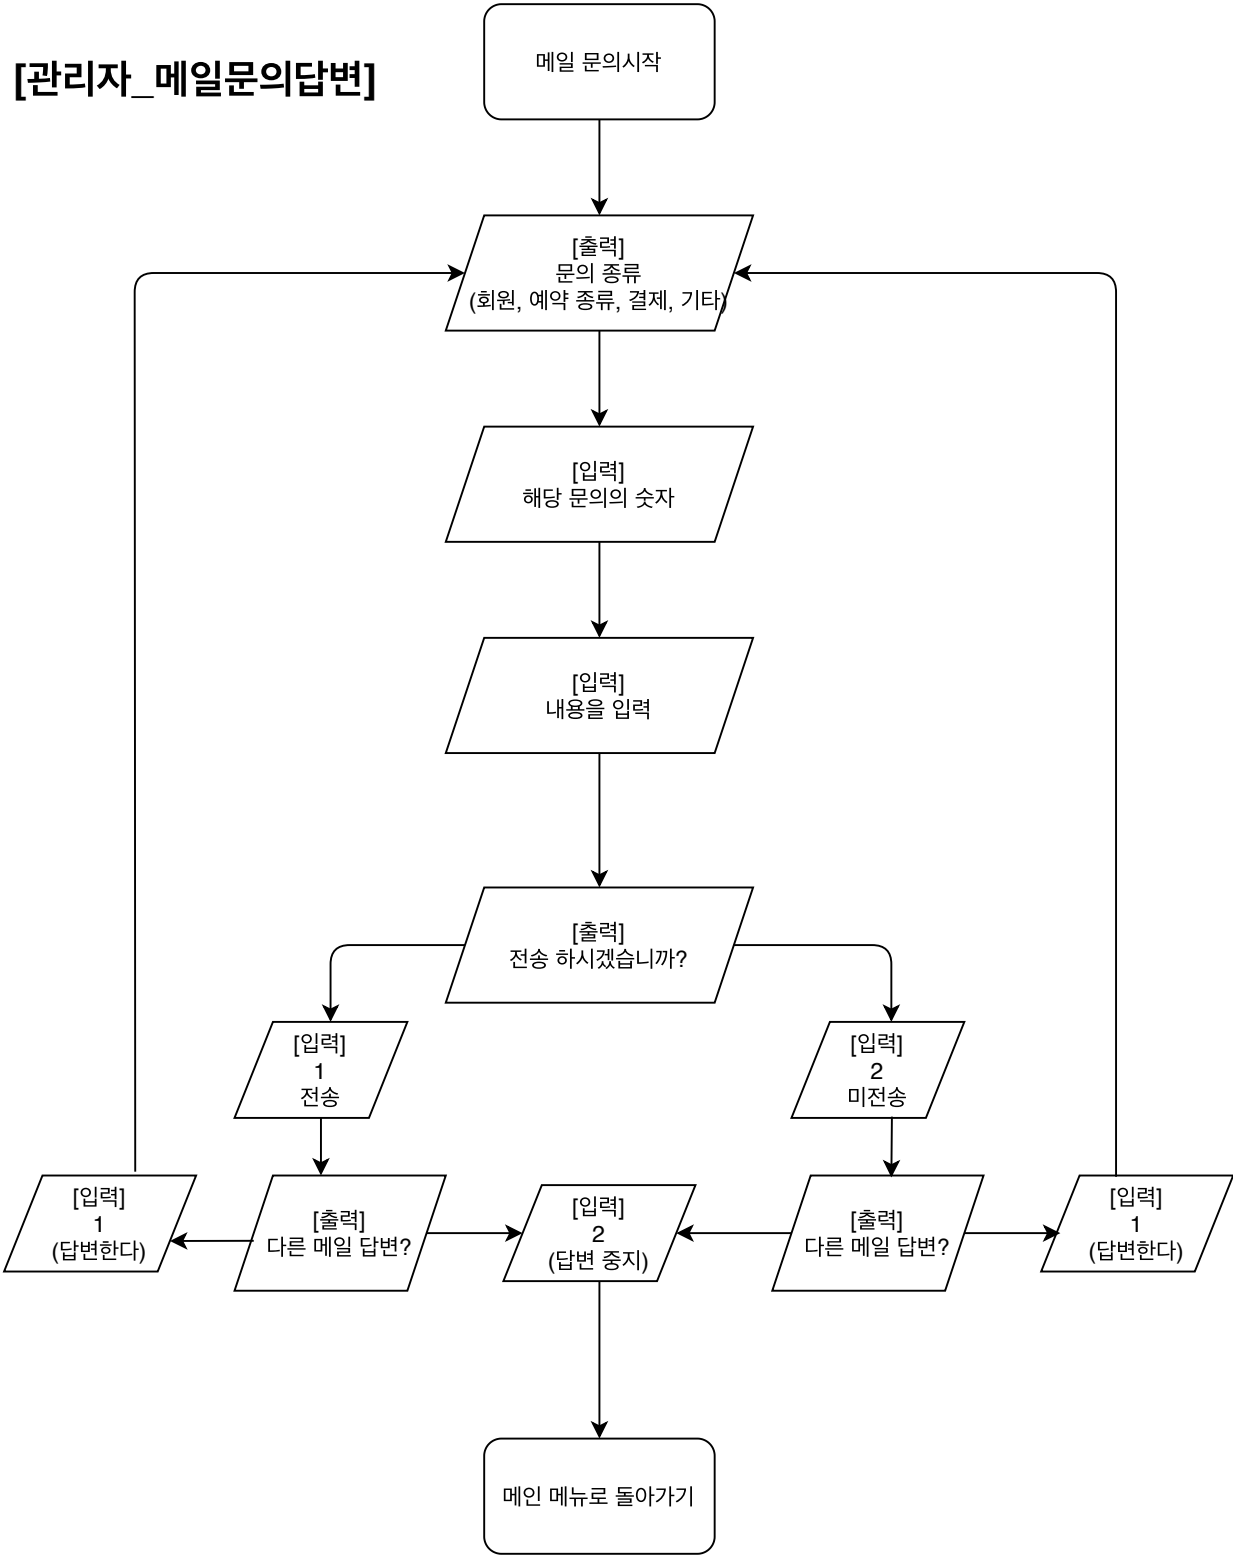 메일 문의시작
[관리자_메일문의답변]
[출력]
문의 종류
(회원, 예약 종류, 결제, 기타)
[입력]
해당 문의의 숫자
[입력]
내용을 입력
[출력]
전송 하시겠습니까?
[입력]
1
전송
[입력]
2
미전송
[입력]
1
(답변한다)
[출력]
다른 메일 답변?
[입력]
2
(답변 중지)
[출력]
다른 메일 답변?
[입력]
1
(답변한다)
메인 메뉴로 돌아가기